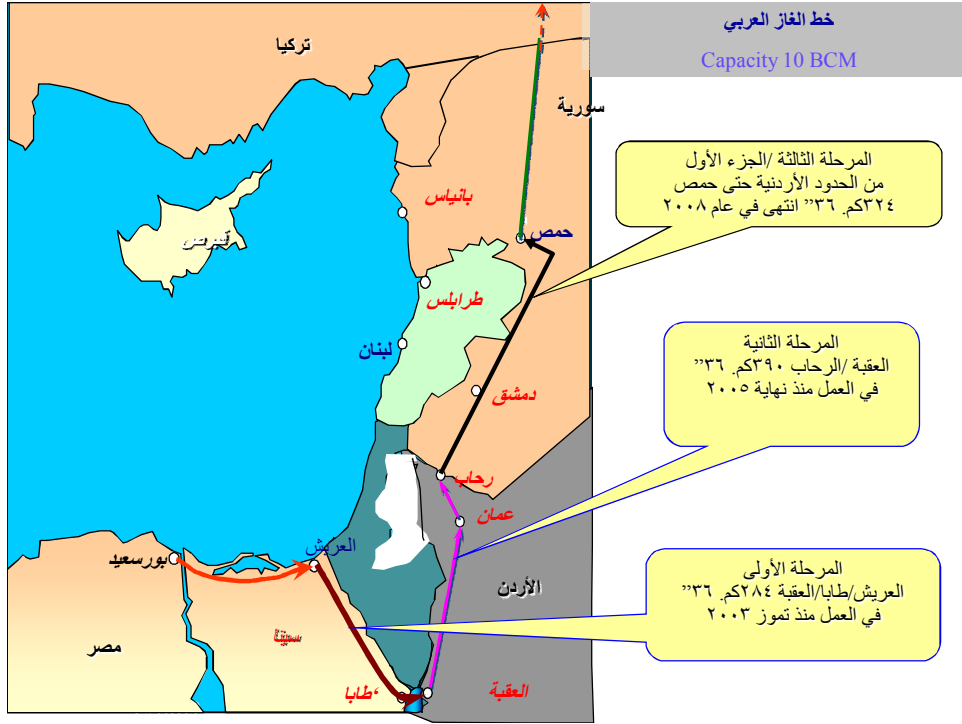 خط الغاز العربي
Capacity 10 BCM
تركيا
سورية
المرحلة الثالثة /الجزء الأول
من الحدود الأردنية حتى حمص
٣٢٤كم. ٣٦” انتهى في عام ٢٠٠٨
بانياس
حمص
قبرص
طرابلس
لبنان
المرحلة الثانية
العقبة /الرحاب ٣٩٠كم. ٣٦”
في العمل منذ نهاية ٢٠٠٥
دمشق
رحاب
عمان
العريش
بورسعيد
الأردن
المرحلة الأولى
العريش/طابا/العقبة ٢٨٤كم. ٣٦”
في العمل منذ تموز ٢٠٠٣
سيتا
مصر
طابا‘
العقبة